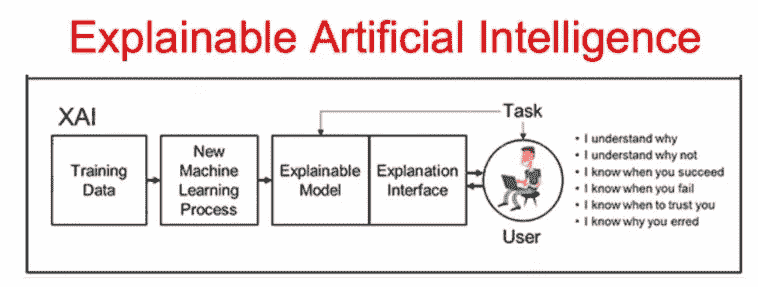 Explainable Artificial Intelligence
XAI
Task
Training
Data
New
Machine
Learning
Process
Explainable
Model
Explanation
Interface
User
• I understand why
• I understand why not
• I know when you succeed
• I know when you fail
• I know when to trust you
• I know why you erred